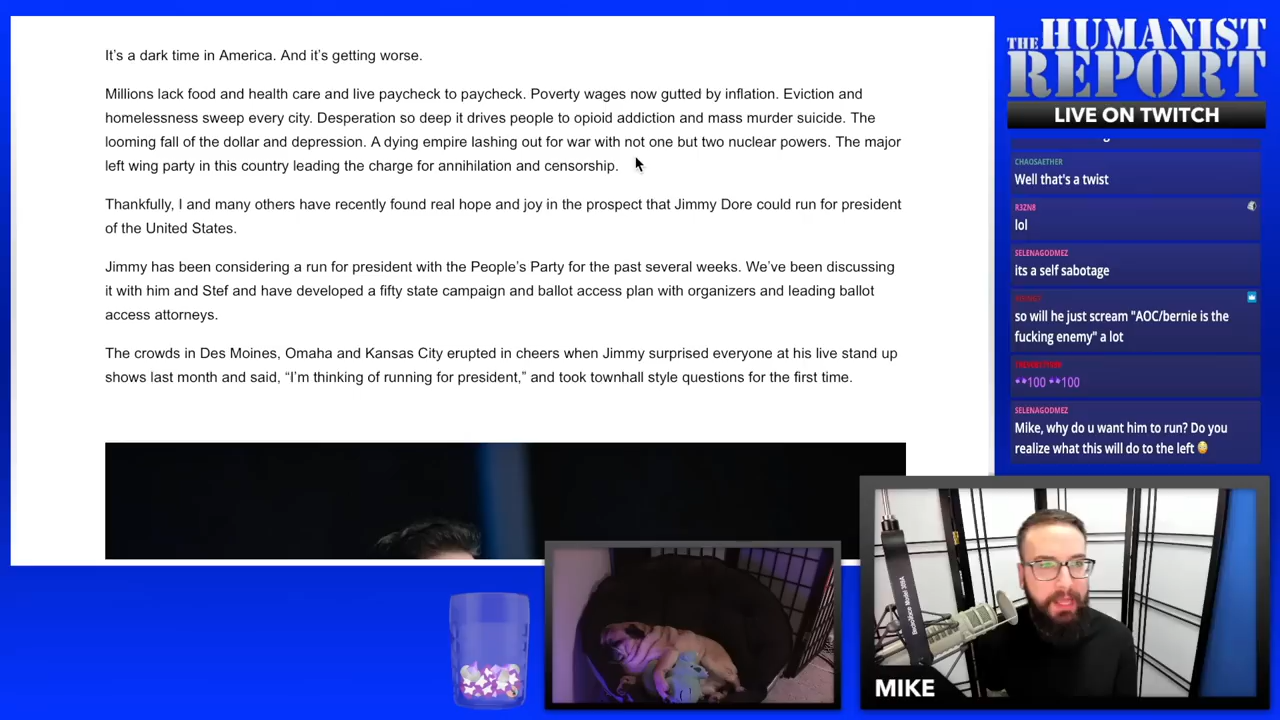 It's a dark time in America. And it's getting worse.
Millions lack food and health care and live paycheck to paycheck. Poverty wages now gutted by inflation. Eviction and
homelessness sweep every city. Desperation so deep it drives people to opioid addiction and mass murder suicide. The
looming fall of the dollar and depression. A dying empire lashing out for war with not one but two nuclear powers. The major
left wing party in this country leading the charge for annihilation and censorship.
Thankfully, I and many others have recently found real hope and joy in the prospect that Jimmy Dore could run for president
of the United States.
Jimmy has been considering a run for president with the People's Party for the past several weeks. We've been discussing
it with him and Stef and have developed a fifty state campaign and ballot access plan with organizers and leading ballot
access attorneys.
The crowds in Des Moines, Omaha and Kansas City erupted in cheers when Jimmy surprised everyone at his live stand up
shows last month and said, “I'm thinking of running for president,” and took townhall style questions for the first time.
THE HUMANIST
REPORT
LIVE ON TWITCH
CHAOSAETHER
Well that's a twist
R3ZN8
lol
SELENAGODMEZ
its a self sabotage
so will he just scream "AOC/bernie is the
fucking enemy" a lot
100 100
SELENAGODMEZ
Mike, why do u want him to run? Do you
realize what this will do to the left
MIKE